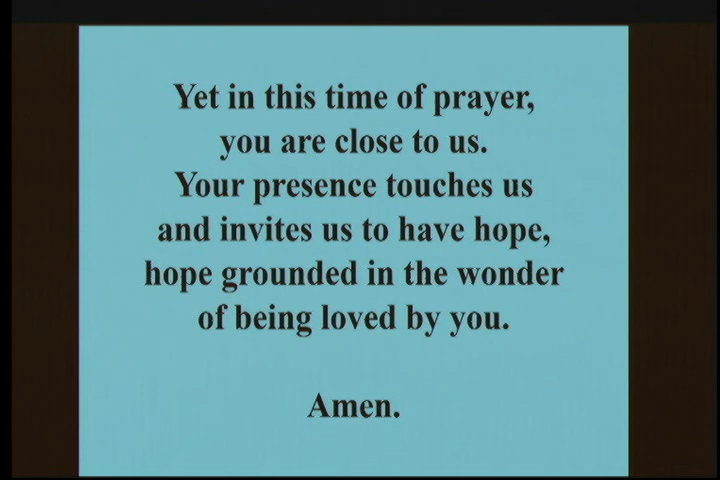 Yet in this time of prayer,
you are close to us.
Your presence touches us
and invites us to have hope,
hope grounded in the wonder
of being loved by you.
Amen.